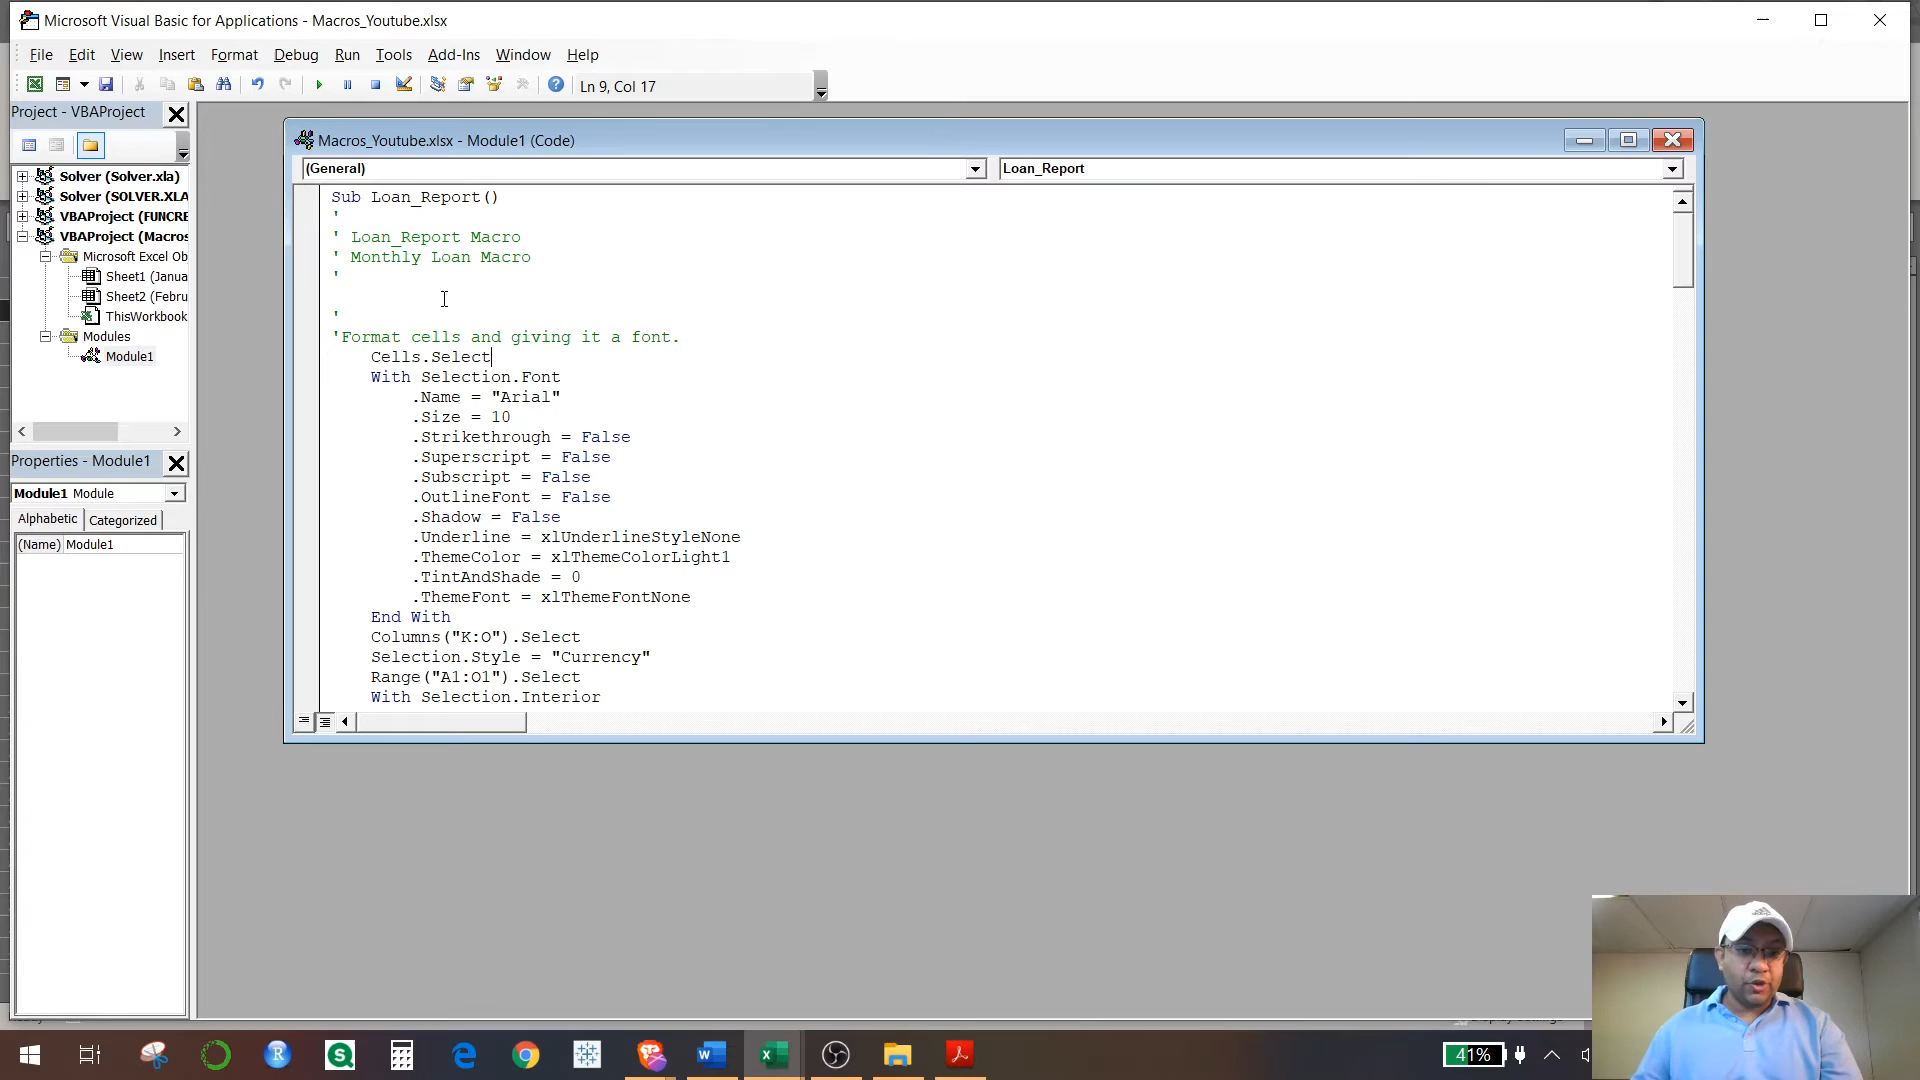 Microsoft Visual Basic for Applications - Macros_Youtube.xlsx
File Edit View Insert Format Debug Run Tools Add-Ins Window Help
Ln 9, Col 17
Project - VBAProject
Solver (Solver.xla)
Solver (SOLVER.XLA
VBAProject (FUNCRE
VBAProject (Macros
Microsoft Excel Ob
Sheet1 (Janua
Sheet2 (Febru
ThisWorkbook
Modules
Module1
Properties - Module1
Module1 Module
Alphabetic Categorized
(Name) Module1
Macros_Youtube.xlsx - Module1 (Code)
(General) Loan_Report
Sub Loan_Report()
'
' Loan_Report Macro
' Monthly Loan Macro
'
'
'Format cells and giving it a font.
Cells.Select
With Selection.Font
.Name = "Arial"
.Size = 10
.Strikethrough = False
.Superscript = False
.Subscript = False
.OutlineFont = False
.Shadow = False
.Underline = xlUnderlineStyleNone
.ThemeColor = xlThemeColorLight1
.TintAndShade = 0
.ThemeFont = xlThemeFontNone
End With
Columns("K:O").Select
Selection.Style = "Currency"
Range("A1:O1").Select
With Selection.Interior
41%